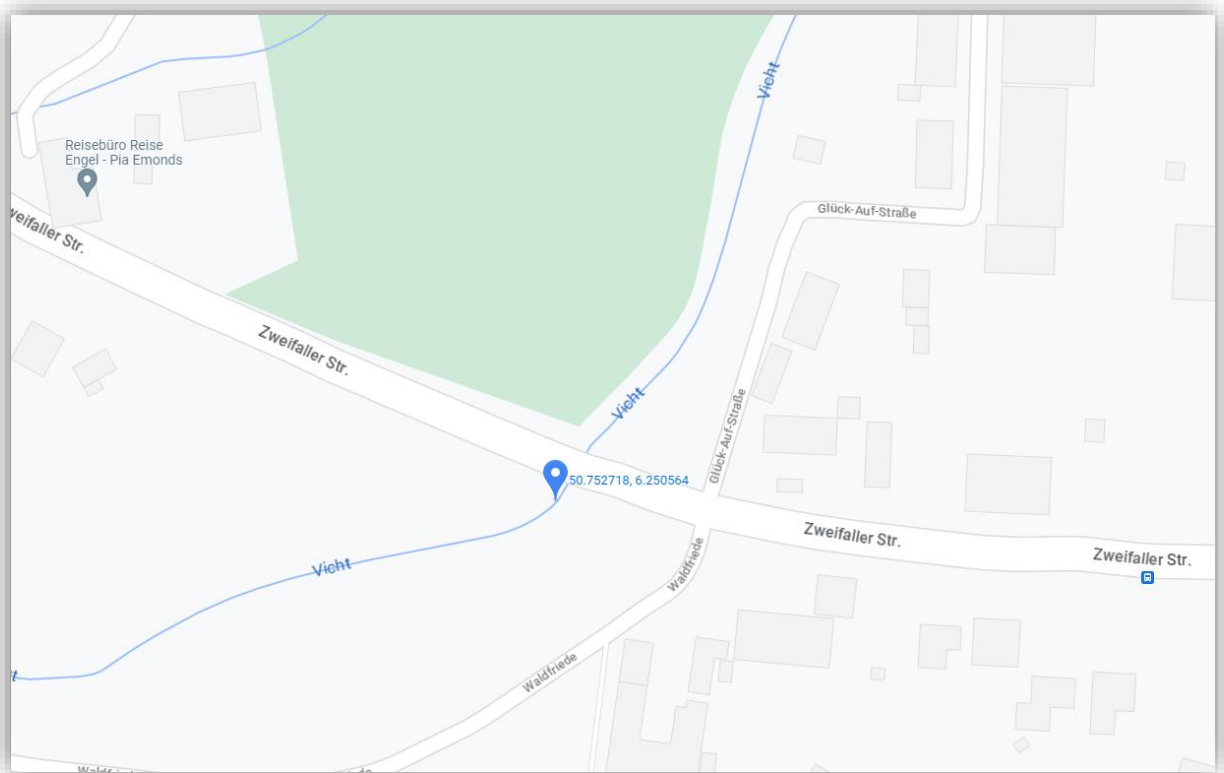 Vicht
Reisebüro Reise
Engel - Pia Emonds
Glück-Auf-Straße
weifaller Str.
Zweifaller Str.
Vicht
Glück-Auf-Straße
50.752718, 6.250564
Zweifaller Str.
Zweifaller Str.
Vicht
Waldfriede
Waldfriede